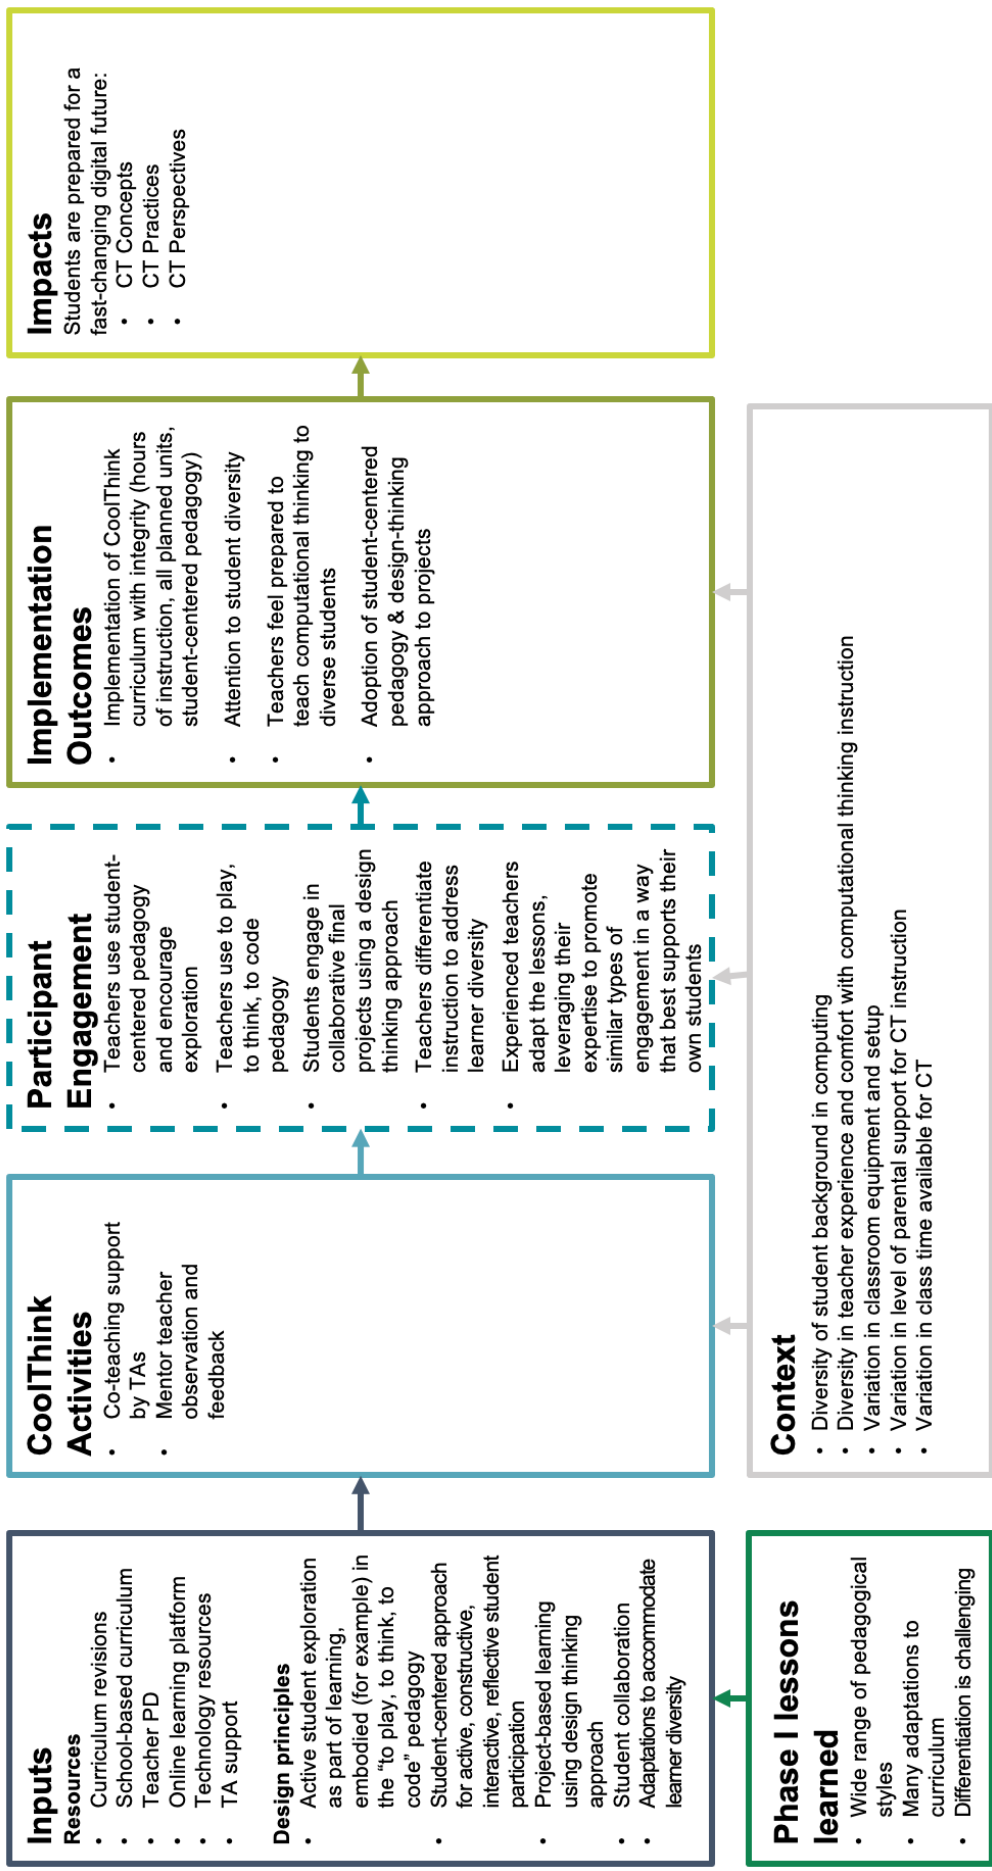 Inputs
Resources
• Curriculum revisions
• School-based curriculum
• Teacher PD
• Online learning platform
• Technology resources
• TA support
Design principles
• Active student exploration
as part of learning,
embodied (for example) in
the “to play, to think, to
code” pedagogy
• Student-centered approach
for active, constructive,
interactive, reflective student
participation
• Project-based learning
using design thinking
approach
• Student collaboration
• Adaptations to accommodate
learner diversity
CoolThink
Activities
• Co-teaching support
by TAs
• Mentor teacher
observation and
feedback
Participant
Engagement
• Teachers use student-
centered pedagogy
and encourage
exploration
• Teachers use to play,
to think, to code
pedagogy
• Students engage in
collaborative final
projects using a design
thinking approach
• Teachers differentiate
instruction to address
learner diversity
• Experienced teachers
adapt the lessons,
leveraging their
expertise to promote
similar types of
engagement in a way
that best supports their
own students
Implementation
Outcomes
• Implementation of CoolThink
curriculum with integrity (hours
of instruction, all planned units,
student-centered pedagogy)
• Attention to student diversity
• Teachers feel prepared to
teach computational thinking to
diverse students
• Adoption of student-centered
pedagogy & design-thinking
approach to projects
Impacts
Students are prepared for a
fast-changing digital future:
• CT Concepts
• CT Practices
• CT Perspectives
Phase I lessons
learned
• Wide range of pedagogical
styles
• Many adaptations to
curriculum
• Differentiation is challenging
Context
• Diversity of student background in computing
• Diversity in teacher experience and comfort with computational thinking instruction
• Variation in classroom equipment and setup
• Variation in level of parental support for CT instruction
• Variation in class time available for CT